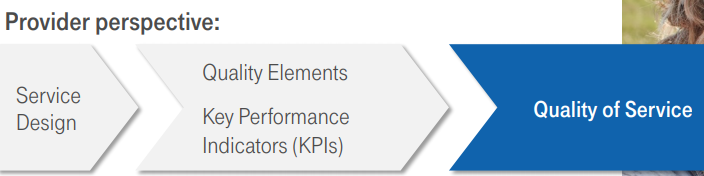 Provider perspective:
Service
Design
Quality Elements
Key Performance
Indicators (KPIs)
Quality of Service